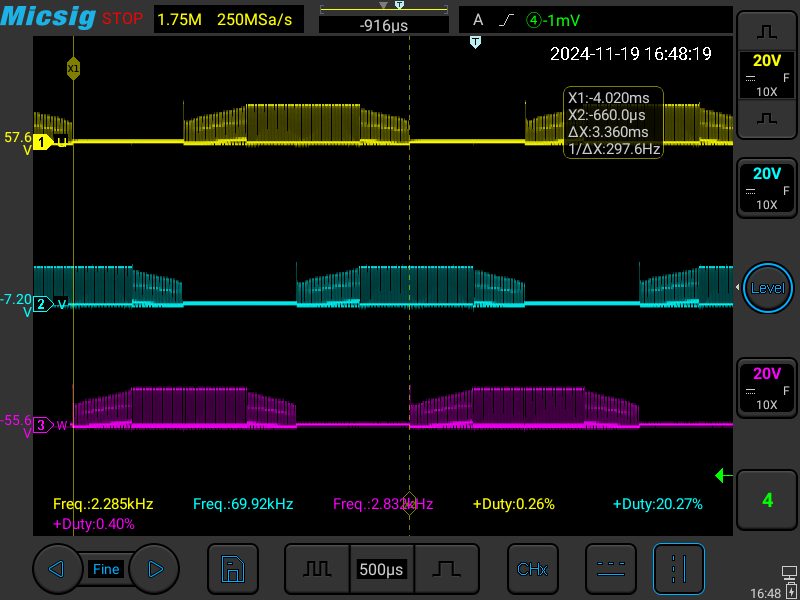 Micsig STOP 1.75M 250MSa/s -916µs A 4 -1mV
2024-11-19 16:48:19
X1
X1:-4.020ms
X2:-660.0µs
ΔX:3.360ms
1/ΔX:297.6Hz
57.6 V 1 U
-7.20 V 2 V
-55.6 V 3 W
20V
F
10X
20V
F
10X
Level
20V
F
10X
4
Freq.:2.285kHz Freq.:69.92kHz Freq.:2.832kHz +Duty:0.26% +Duty:20.27%
+Duty:0.40%
Fine 500µs CHx
16:48